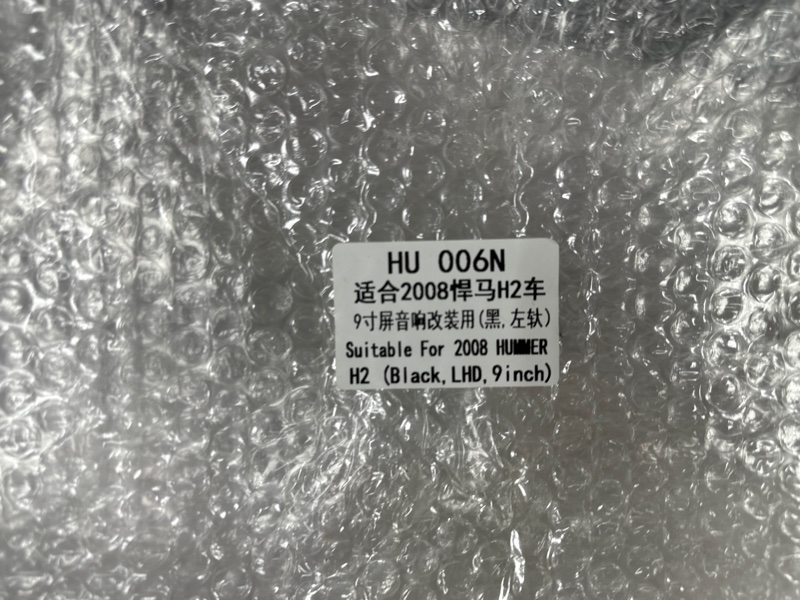 HU 006N
适合2008悍马H2车
9寸屏音响改装用(黑,左轪)
Suitable For 2008 HUMMER
H2 (Black,LHD,9inch)